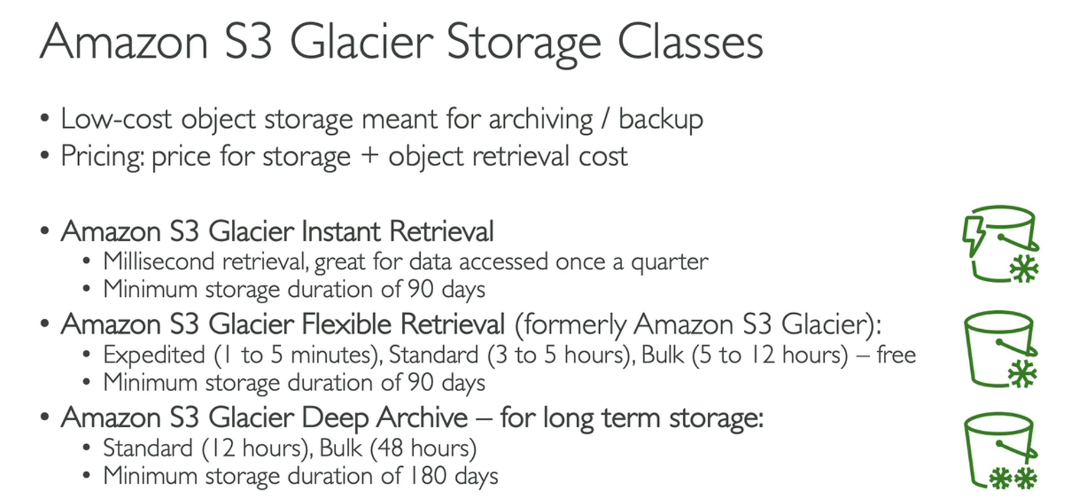 Amazon S3 Glacier Storage Classes
• Low-cost object storage meant for archiving / backup
• Pricing: price for storage + object retrieval cost
• Amazon S3 Glacier Instant Retrieval
• Millisecond retrieval, great for data accessed once a quarter
• Minimum storage duration of 90 days
• Amazon S3 Glacier Flexible Retrieval (formerly Amazon S3 Glacier):
• Expedited (1 to 5 minutes), Standard (3 to 5 hours), Bulk (5 to 12 hours) – free
• Minimum storage duration of 90 days
• Amazon S3 Glacier Deep Archive – for long term storage:
• Standard (12 hours), Bulk (48 hours)
• Minimum storage duration of 180 days